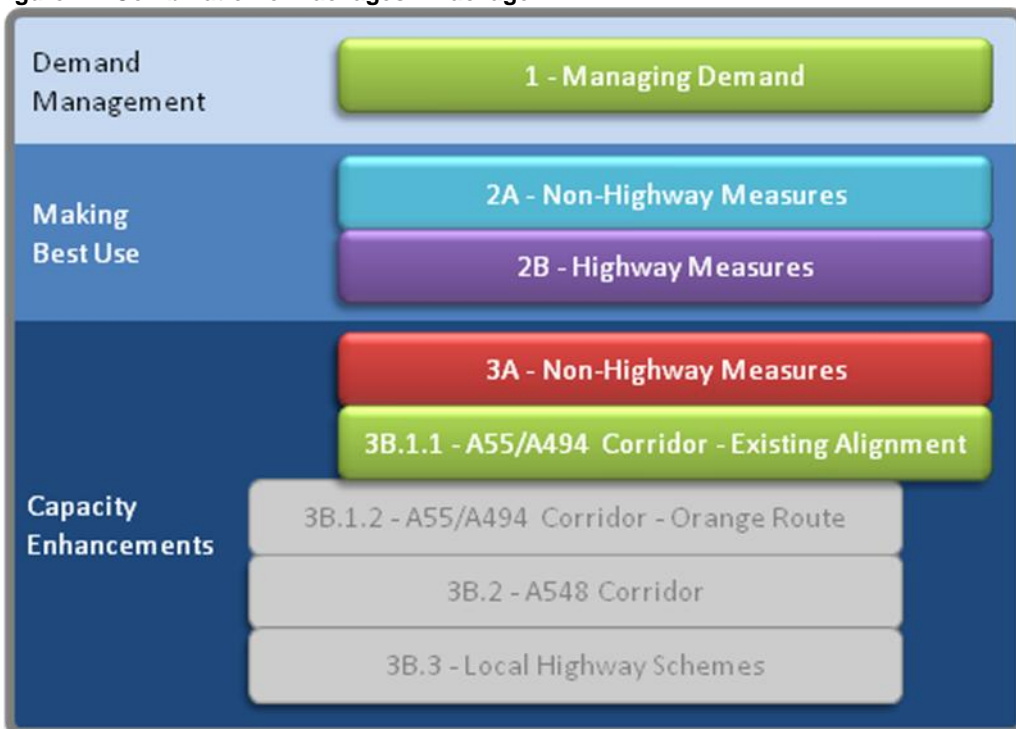 Demand
Management
1 - Managing Demand
Making
Best Use
2A - Non-Highway Measures
2B - Highway Measures
Capacity
Enhancements
3A - Non-Highway Measures
3B.1.1 - A55/A494 Corridor - Existing Alignment
3B.1.2 - A55/A494 Corridor - Orange Route
3B.2 - A548 Corridor
3B.3 - Local Highway Schemes